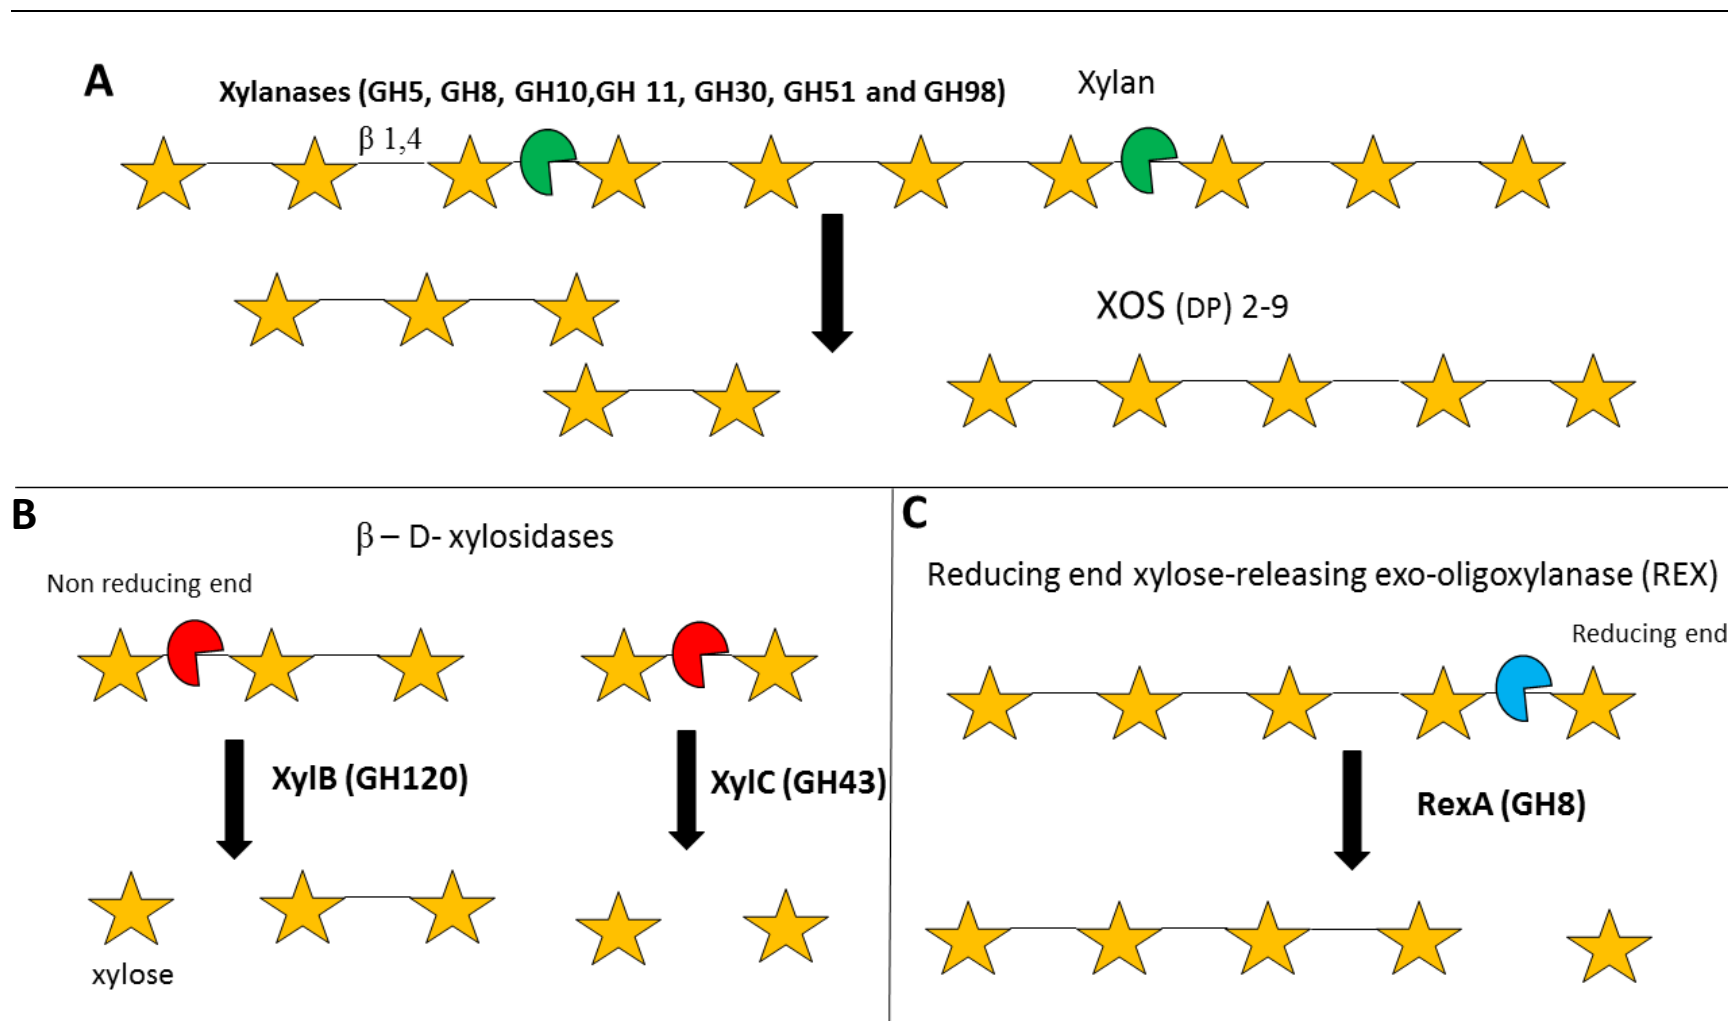 A
Xylanases (GH5, GH8, GH10,GH 11, GH30, GH51 and GH98)
Xylan
β 1,4
XOS (DP) 2-9
B
β – D- xylosidases
Non reducing end
XylB (GH120)
XylC (GH43)
xylose
C
Reducing end xylose-releasing exo-oligoxylanase (REX)
Reducing end
RexA (GH8)